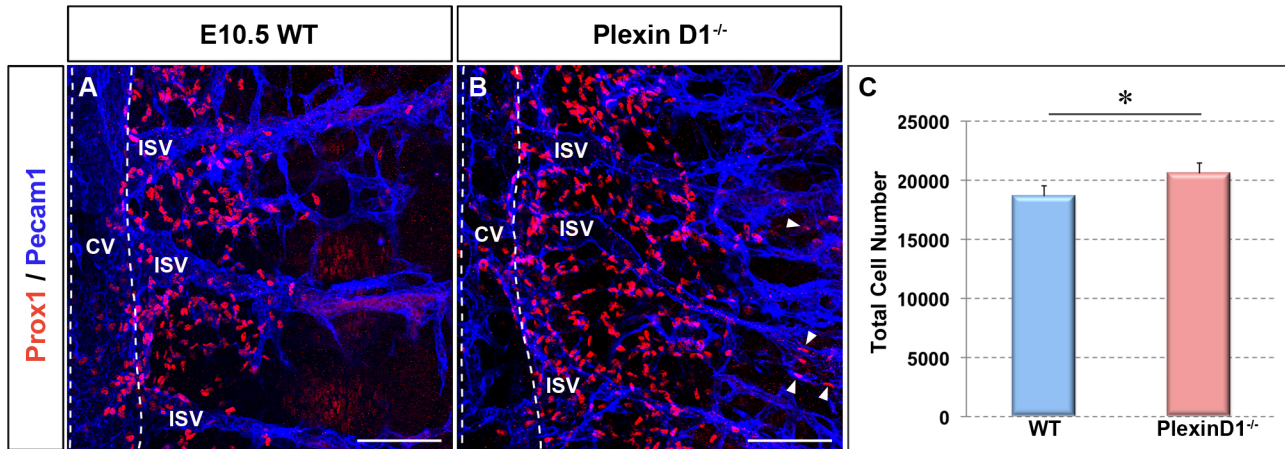 E10.5 WT
Plexin D1-/-
Prox1 / Pecam1
A
ISV
CV
ISV
ISV
B
ISV
ISV
CV
ISV
C
*
Total Cell Number
25000
20000
15000
10000
5000
0
WT
PlexinD1-/-